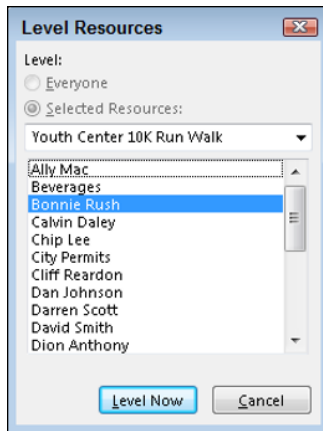 Level Resources
Level:
Everyone
Selected Resources:
Youth Center 10K Run Walk
Ally Mac
Beverages
Bonnie Rush
Calvin Daley
Chip Lee
City Permits
Cliff Reardon
Dan Johnson
Darren Scott
David Smith
Dion Anthony
Level Now Cancel